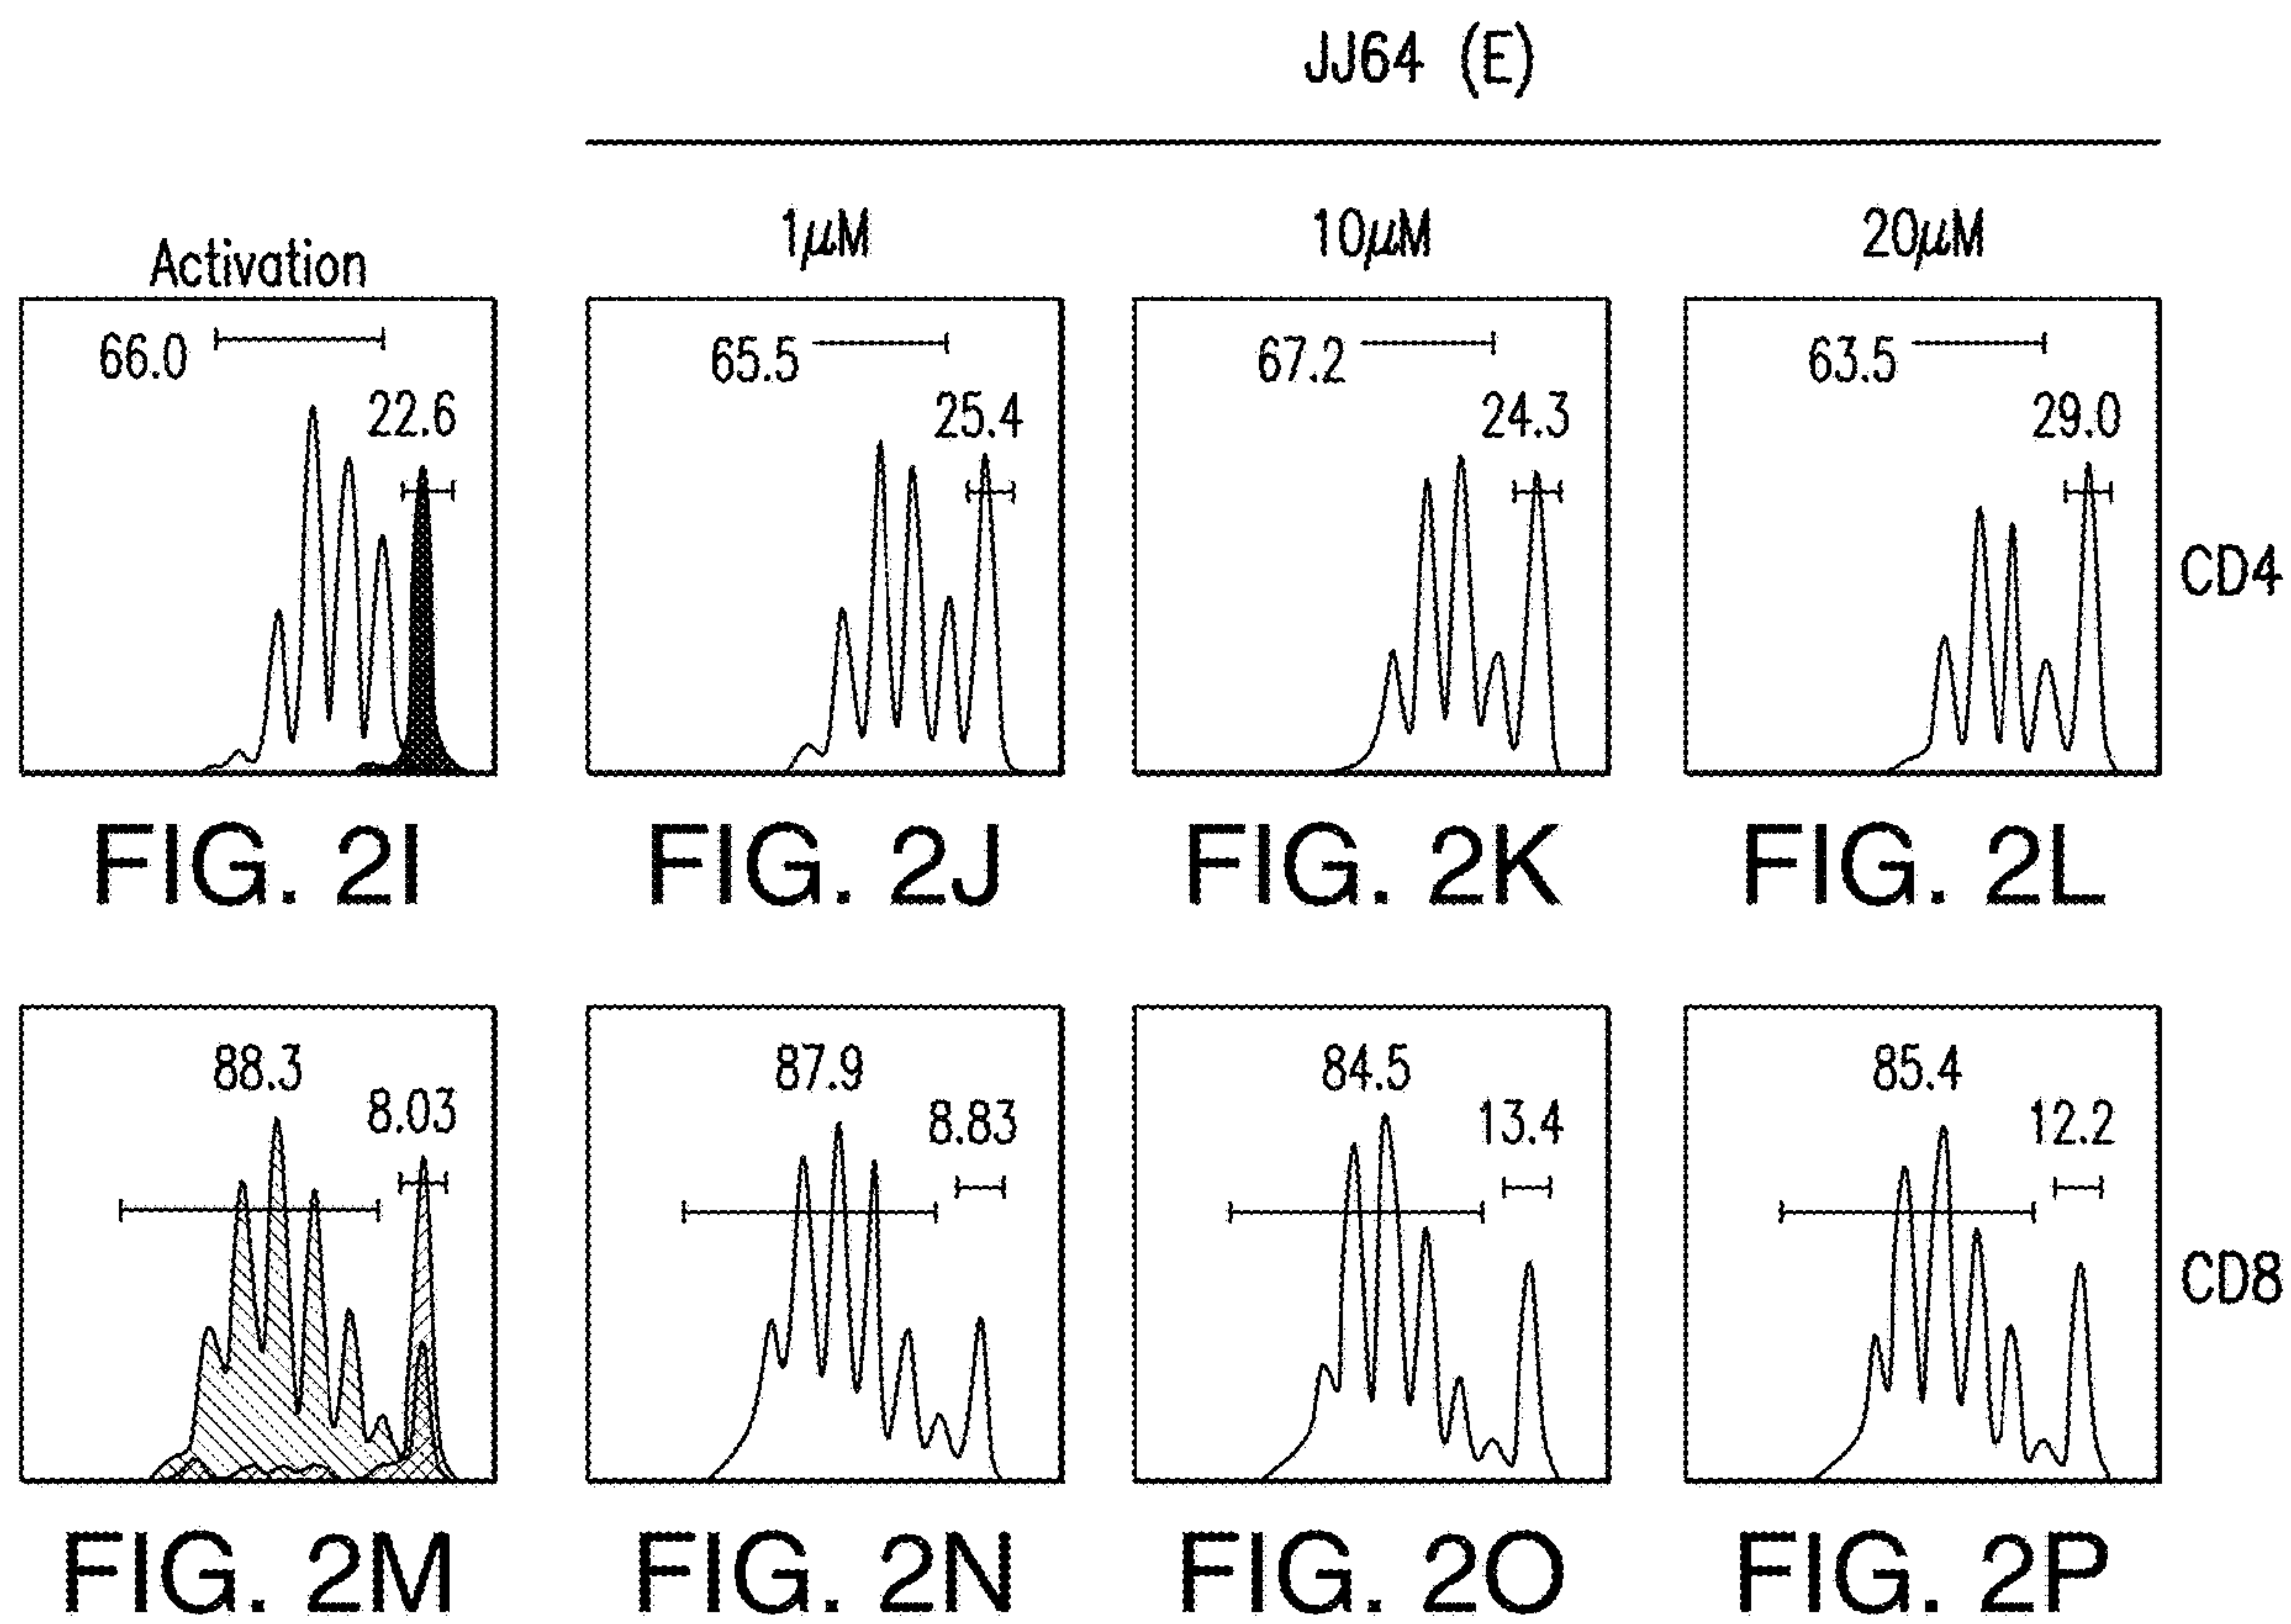 JJ64 (E)
Activation
1μM
10μM
20μM
66.0
22.6
65.5
25.4
67.2
24.3
63.5
29.0
CD4
FIG. 2I
FIG. 2J
FIG. 2K
FIG. 2L
88.3
8.03
87.9
8.83
84.5
13.4
85.4
12.2
CD8
FIG. 2M
FIG. 2N
FIG. 2O
FIG. 2P